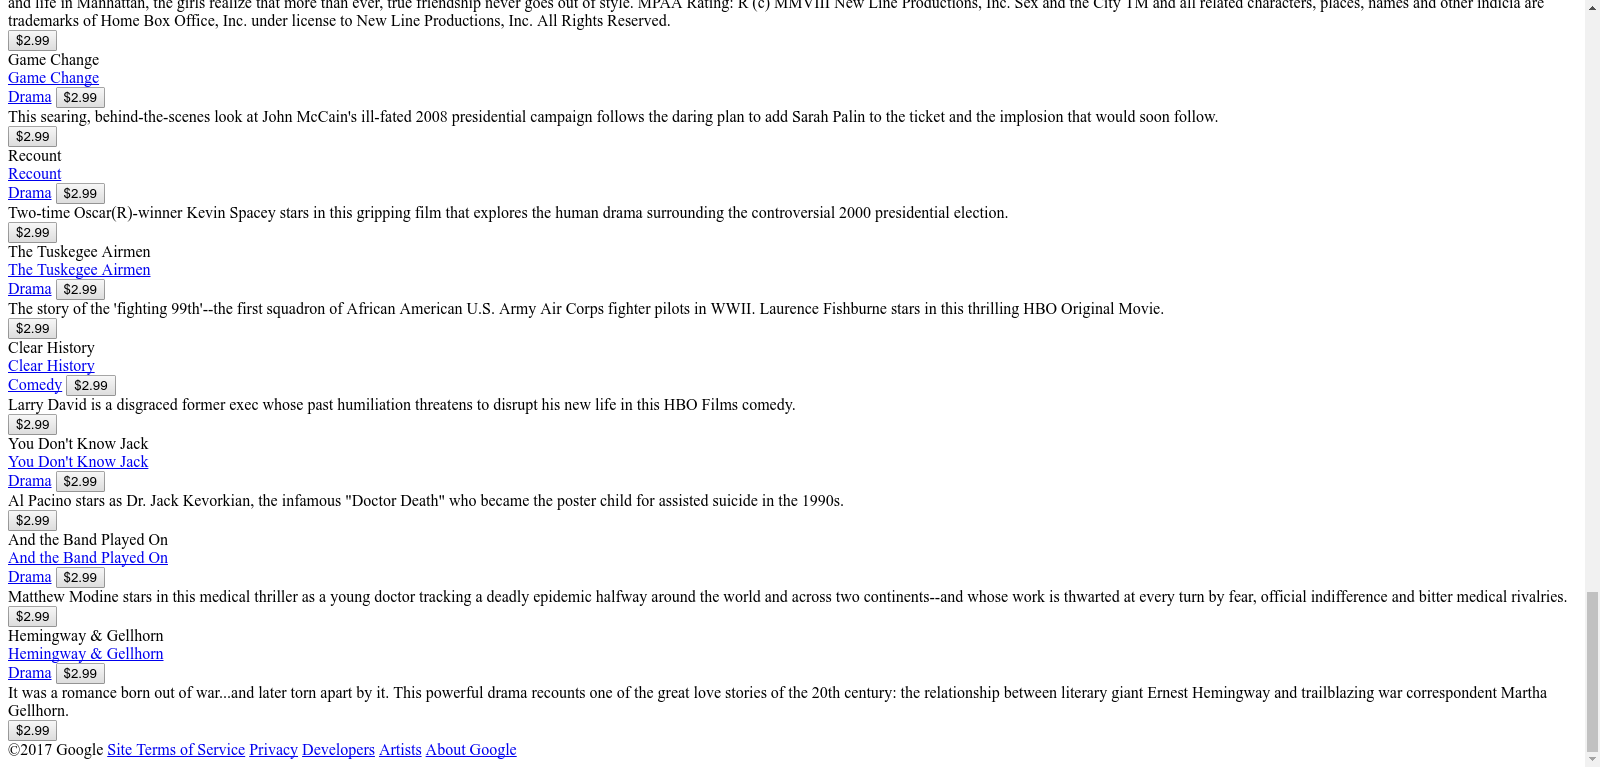 and life in Manhattan, the girls realize that more than ever, true friendship never goes out of style. MPAA Rating: R (c) MMVIII New Line Productions, Inc. Sex and the City TM and all related characters, places, names and other indicia are
trademarks of Home Box Office, Inc. under license to New Line Productions, Inc. All Rights Reserved.
$2.99
Game Change
Game Change
Drama $2.99
This searing, behind-the-scenes look at John McCain's ill-fated 2008 presidential campaign follows the daring plan to add Sarah Palin to the ticket and the implosion that would soon follow.
$2.99
Recount
Recount
Drama $2.99
Two-time Oscar(R)-winner Kevin Spacey stars in this gripping film that explores the human drama surrounding the controversial 2000 presidential election.
$2.99
The Tuskegee Airmen
The Tuskegee Airmen
Drama $2.99
The story of the 'fighting 99th'--the first squadron of African American U.S. Army Air Corps fighter pilots in WWII. Laurence Fishburne stars in this thrilling HBO Original Movie.
$2.99
Clear History
Clear History
Comedy $2.99
Larry David is a disgraced former exec whose past humiliation threatens to disrupt his new life in this HBO Films comedy.
$2.99
You Don't Know Jack
You Don't Know Jack
Drama $2.99
Al Pacino stars as Dr. Jack Kevorkian, the infamous "Doctor Death" who became the poster child for assisted suicide in the 1990s.
$2.99
And the Band Played On
And the Band Played On
Drama $2.99
Matthew Modine stars in this medical thriller as a young doctor tracking a deadly epidemic halfway around the world and across two continents--and whose work is thwarted at every turn by fear, official indifference and bitter medical rivalries.
$2.99
Hemingway & Gellhorn
Hemingway & Gellhorn
Drama $2.99
It was a romance born out of war...and later torn apart by it. This powerful drama recounts one of the great love stories of the 20th century: the relationship between literary giant Ernest Hemingway and trailblazing war correspondent Martha
Gellhorn.
$2.99
©2017 Google Site Terms of Service Privacy Developers Artists About Google